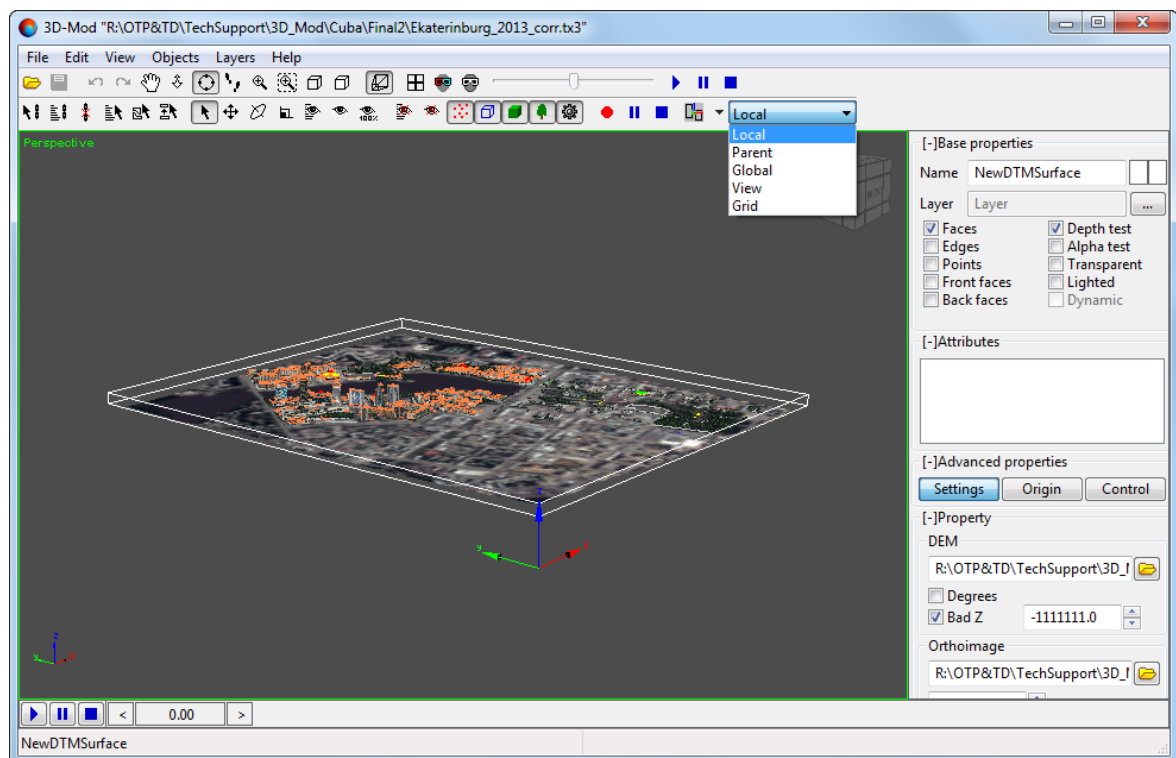 3D-Mod "R:\OTP&TD\TechSupport\3D_Mod\Cuba\Final2\Ekaterinburg_2013_corr.tx3"
File Edit View Objects Layers Help
100%
Local
Local
Parent
Global
View
Grid
Perspective
[-]Base properties
Name NewDTMSurface
Layer Layer ...
Faces Depth test
Edges Alpha test
Points Transparent
Front faces Lighted
Back faces Dynamic
[-]Attributes
[-]Advanced properties
Settings Origin Control
[-]Property
DEM
R:\OTP&TD\TechSupport\3D_
Degrees
Bad Z -1111111.0
Orthoimage
R:\OTP&TD\TechSupport\3D_
z
y
z
y
< 0.00 >
NewDTMSurface